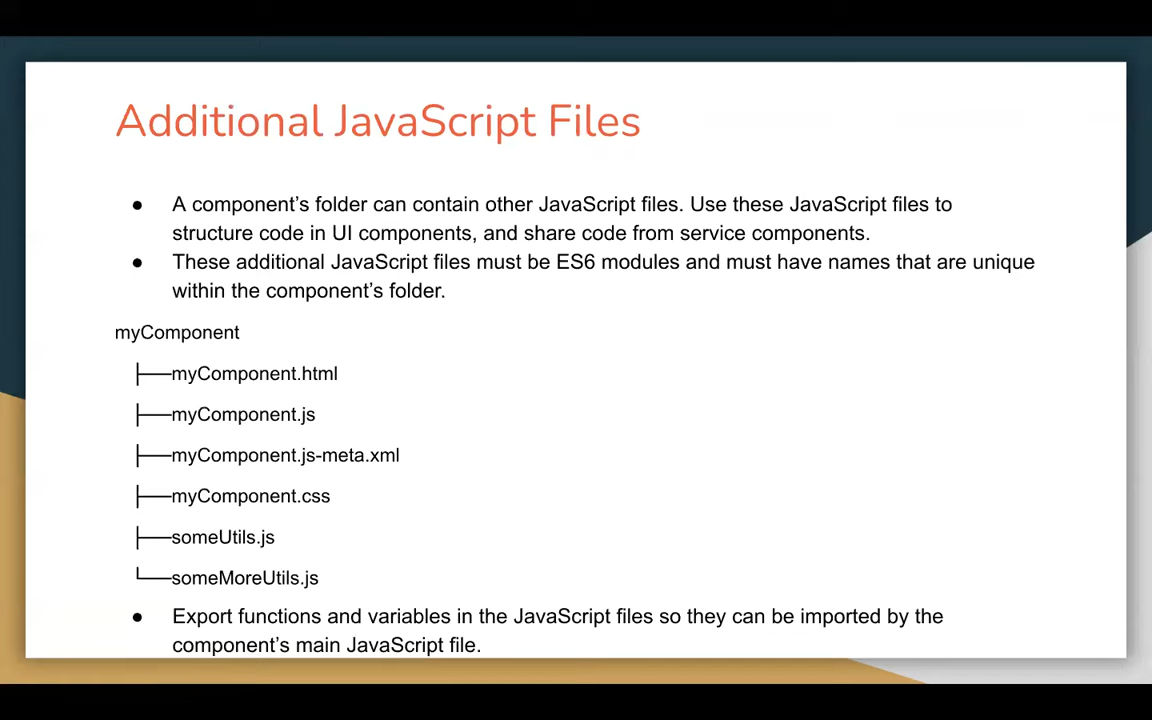 Additional JavaScript Files
● A component’s folder can contain other JavaScript files. Use these JavaScript files to
structure code in UI components, and share code from service components.
● These additional JavaScript files must be ES6 modules and must have names that are unique
within the component’s folder.
myComponent
├──myComponent.html
├──myComponent.js
├──myComponent.js-meta.xml
├──myComponent.css
├──someUtils.js
└──someMoreUtils.js
● Export functions and variables in the JavaScript files so they can be imported by the
component’s main JavaScript file.